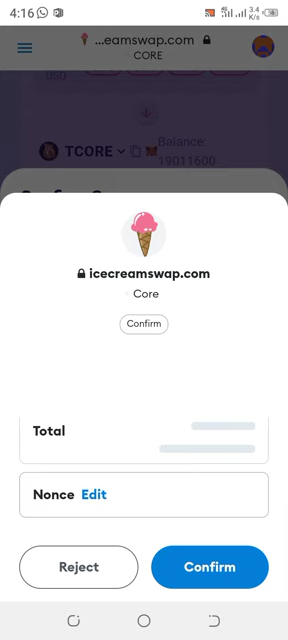 4:16
3.4
K/s
...eamswap.com
CORE
USD
TCORE
Balance:
19011600
icecreamswap.com
Core
Confirm
Total
Nonce Edit
Reject
Confirm